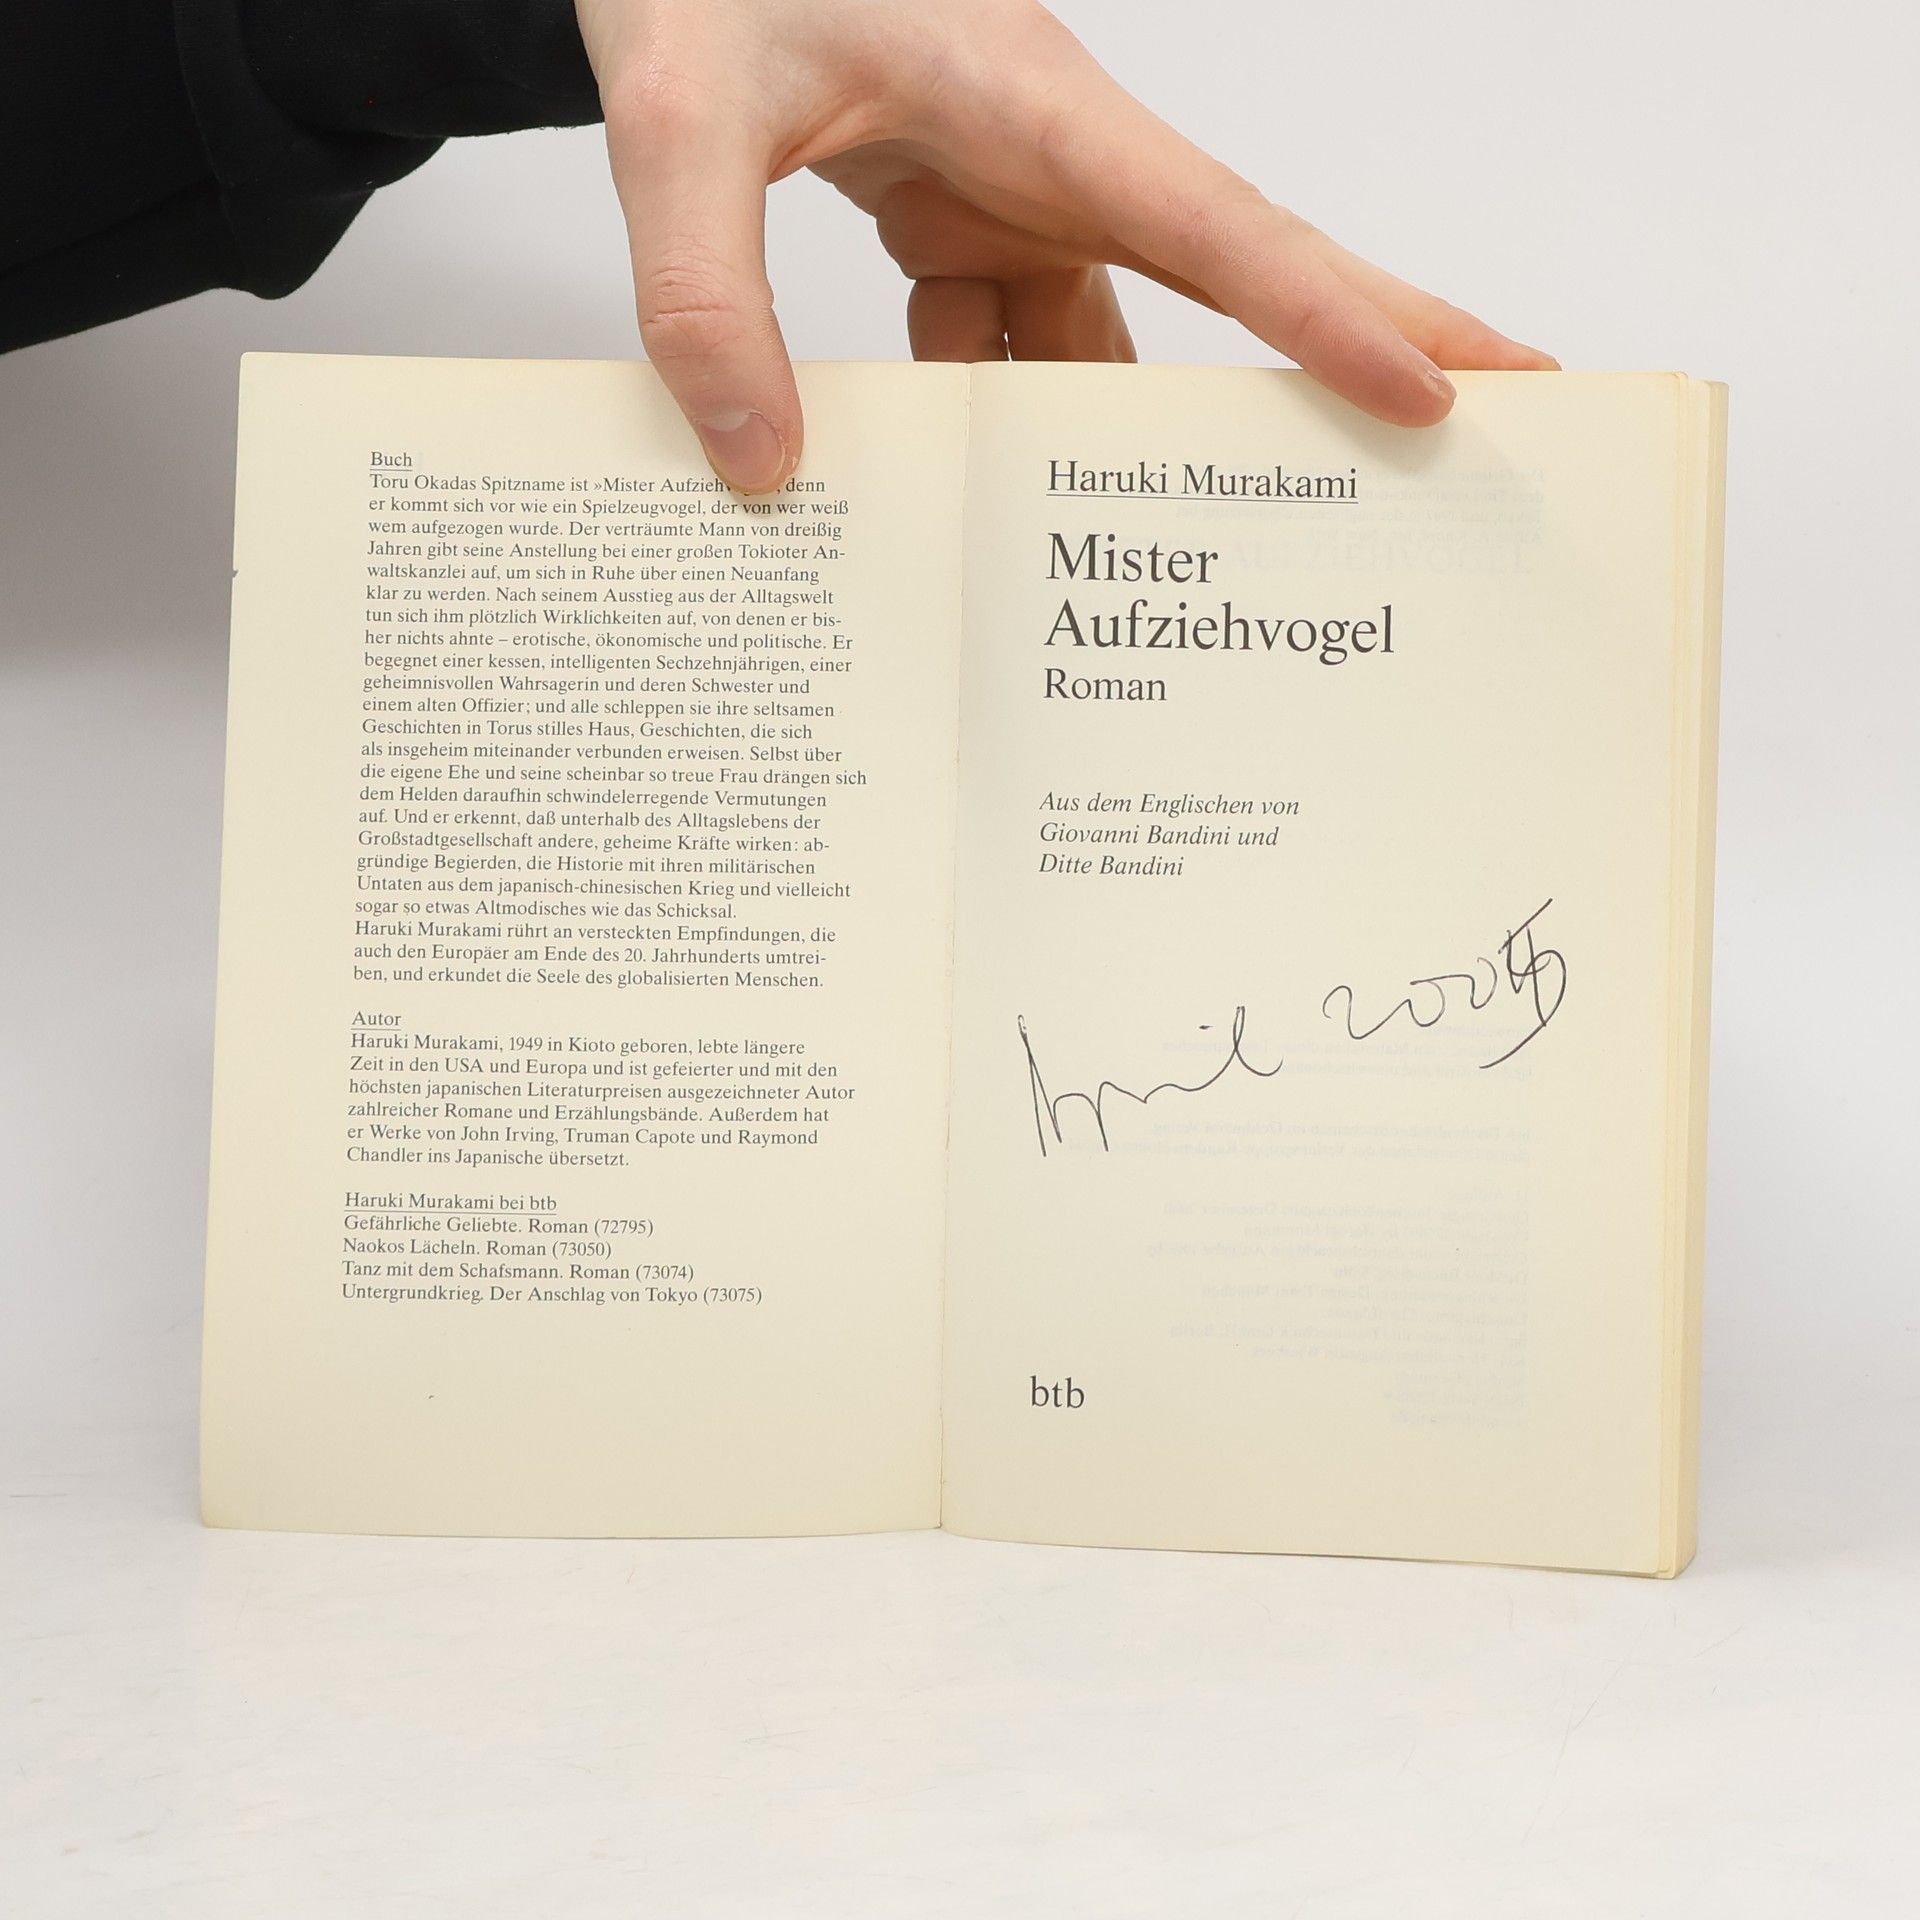 Buch
Toru Okadas Spitzname ist »Mister Aufzieh denn
er kommt sich vor wie ein Spielzeugvogel, der von wer weiß
wem aufgezogen wurde. Der verträumte Mann von dreißig
Jahren gibt seine Anstellung bei einer großen Tokioter An-
waltskanzlei auf, um sich in Ruhe über einen Neuanfang
klar zu werden. Nach seinem Ausstieg aus der Alltagswelt
tun sich ihm plötzlich Wirklichkeiten auf, von denen er bis-
her nichts ahnte – erotische, ökonomische und politische. Er
begegnet einer kessen, intelligenten Sechzehnjährigen, einer
geheimnisvollen Wahrsagerin und deren Schwester und
einem alten Offizier; und alle schleppen sie ihre seltsamen
Geschichten in Torus stilles Haus, Geschichten, die sich
als insgeheim miteinander verbunden erweisen. Selbst über
die eigene Ehe und seine scheinbar so treue Frau drängen sich
dem Helden daraufhin schwindelerregende Vermutungen
auf. Und er erkennt, daß unterhalb des Alltagslebens der
Großstadtgesellschaft andere, geheime Kräfte wirken: ab-
gründige Begierden, die Historie mit ihren militärischen
Untaten aus dem japanisch-chinesischen Krieg und vielleicht
sogar so etwas Altmodisches wie das Schicksal.
Haruki Murakami rührt an versteckten Empfindungen, die
auch den Europäer am Ende des 20. Jahrhunderts umtrei-
ben, und erkundet die Seele des globalisierten Menschen.
Autor
Haruki Murakami, 1949 in Kioto geboren, lebte längere
Zeit in den USA und Europa und ist gefeierter und mit den
höchsten japanischen Literaturpreisen ausgezeichneter Autor
zahlreicher Romane und Erzählungsbände. Außerdem hat
er Werke von John Irving, Truman Capote und Raymond
Chandler ins Japanische übersetzt.
Haruki Murakami bei btb
Gefährliche Geliebte. Roman (72795)
Naokos Lächeln. Roman (73050)
Tanz mit dem Schafsmann. Roman (73074)
Untergrundkrieg. Der Anschlag von Tokyo (73075)
Haruki Murakami
Mister
Aufziehvogel
Roman
Aus dem Englischen von
Giovanni Bandini und
Ditte Bandini
April
btb